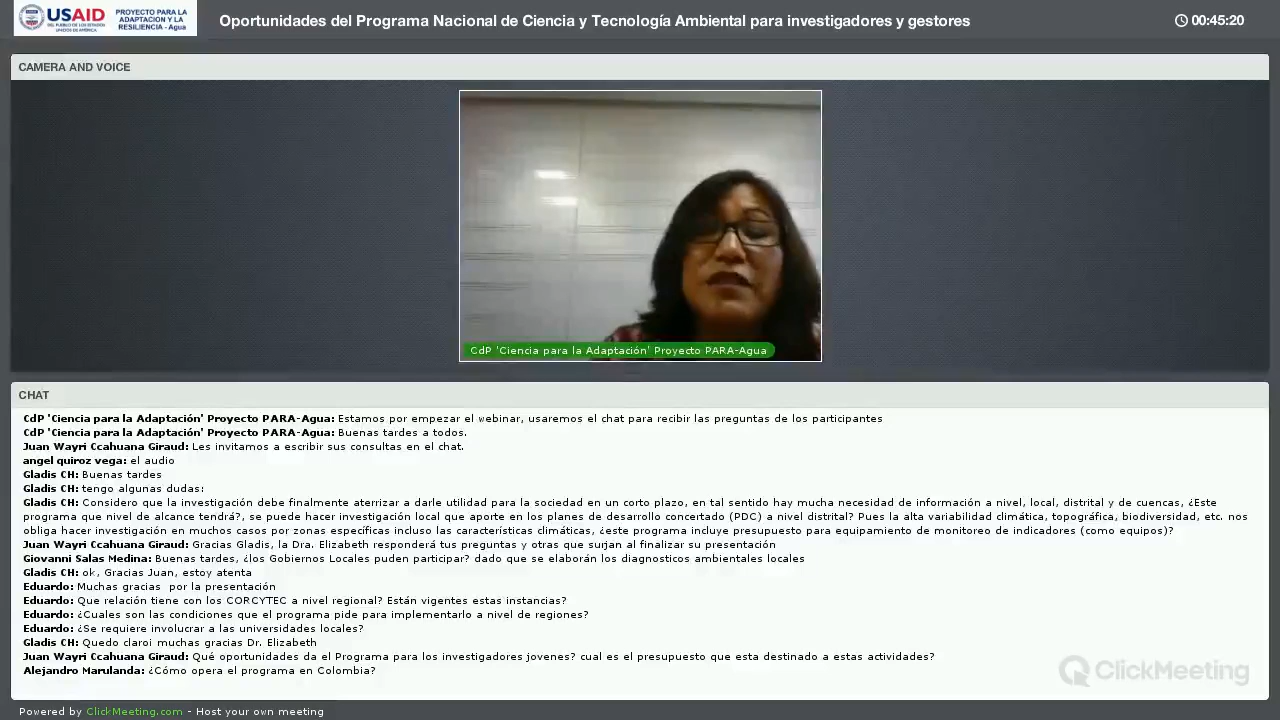 USAID
DEL PUEBLO DE LOS ESTADOS
UNIDOS DE AMÉRICA
PROYECTO PARA LA
ADAPTACIÓN Y LA
RESILIENCIA - Agua
Oportunidades del Programa Nacional de Ciencia y Tecnología Ambiental para investigadores y gestores
00:45:20
CAMERA AND VOICE
CdP 'Ciencia para la Adaptación' Proyecto PARA-Agua
CHAT
CdP 'Ciencia para la Adaptación' Proyecto PARA-Agua: Estamos por empezar el webinar, usaremos el chat para recibir las preguntas de los participantes
CdP 'Ciencia para la Adaptación' Proyecto PARA-Agua: Buenas tardes a todos.
Juan Wayri Ccahuana Giraud: Les invitamos a escribir sus consultas en el chat.
angel quiroz vega: el audio
Gladis CH: Buenas tardes
Gladis CH: tengo algunas dudas:
Gladis CH: Considero que la investigación debe finalmente aterrizar a darle utilidad para la sociedad en un corto plazo, en tal sentido hay mucha necesidad de información a nivel, local, distrital y de cuencas, ¿Este
programa que nivel de alcance tendrá?, se puede hacer investigación local que aporte en los planes de desarrollo concertado (PDC) a nivel distrital? Pues la alta variabilidad climática, topográfica, biodiversidad, etc. nos
obliga hacer investigación en muchos casos por zonas específicas incluso las características climáticas, ¿este programa incluye presupuesto para equipamiento de monitoreo de indicadores (como equipos)?
Juan Wayri Ccahuana Giraud: Gracias Gladis, la Dra. Elizabeth responderá tus preguntas y otras que surjan al finalizar su presentación
Giovanni Salas Medina: Buenas tardes, ¿los Gobiernos Locales puden participar? dado que se elaborán los diagnosticos ambientales locales
Gladis CH: ok, Gracias Juan, estoy atenta
Eduardo: Muchas gracias por la presentación
Eduardo: Que relación tiene con los CORCYTEC a nivel regional? Están vigentes estas instancias?
Eduardo: ¿Cuales son las condiciones que el programa pide para implementarlo a nivel de regiones?
Eduardo: ¿Se requiere involucrar a las universidades locales?
Gladis CH: Quedo claroi muchas gracias Dr. Elizabeth
Juan Wayri Ccahuana Giraud: Qué oportunidades da el Programa para los investigadores jovenes? cual es el presupuesto que esta destinado a estas actividades?
Alejandro Marulanda: ¿Cómo opera el programa en Colombia?
ClickMeeting
Powered by ClickMeeting.com - Host your own meeting